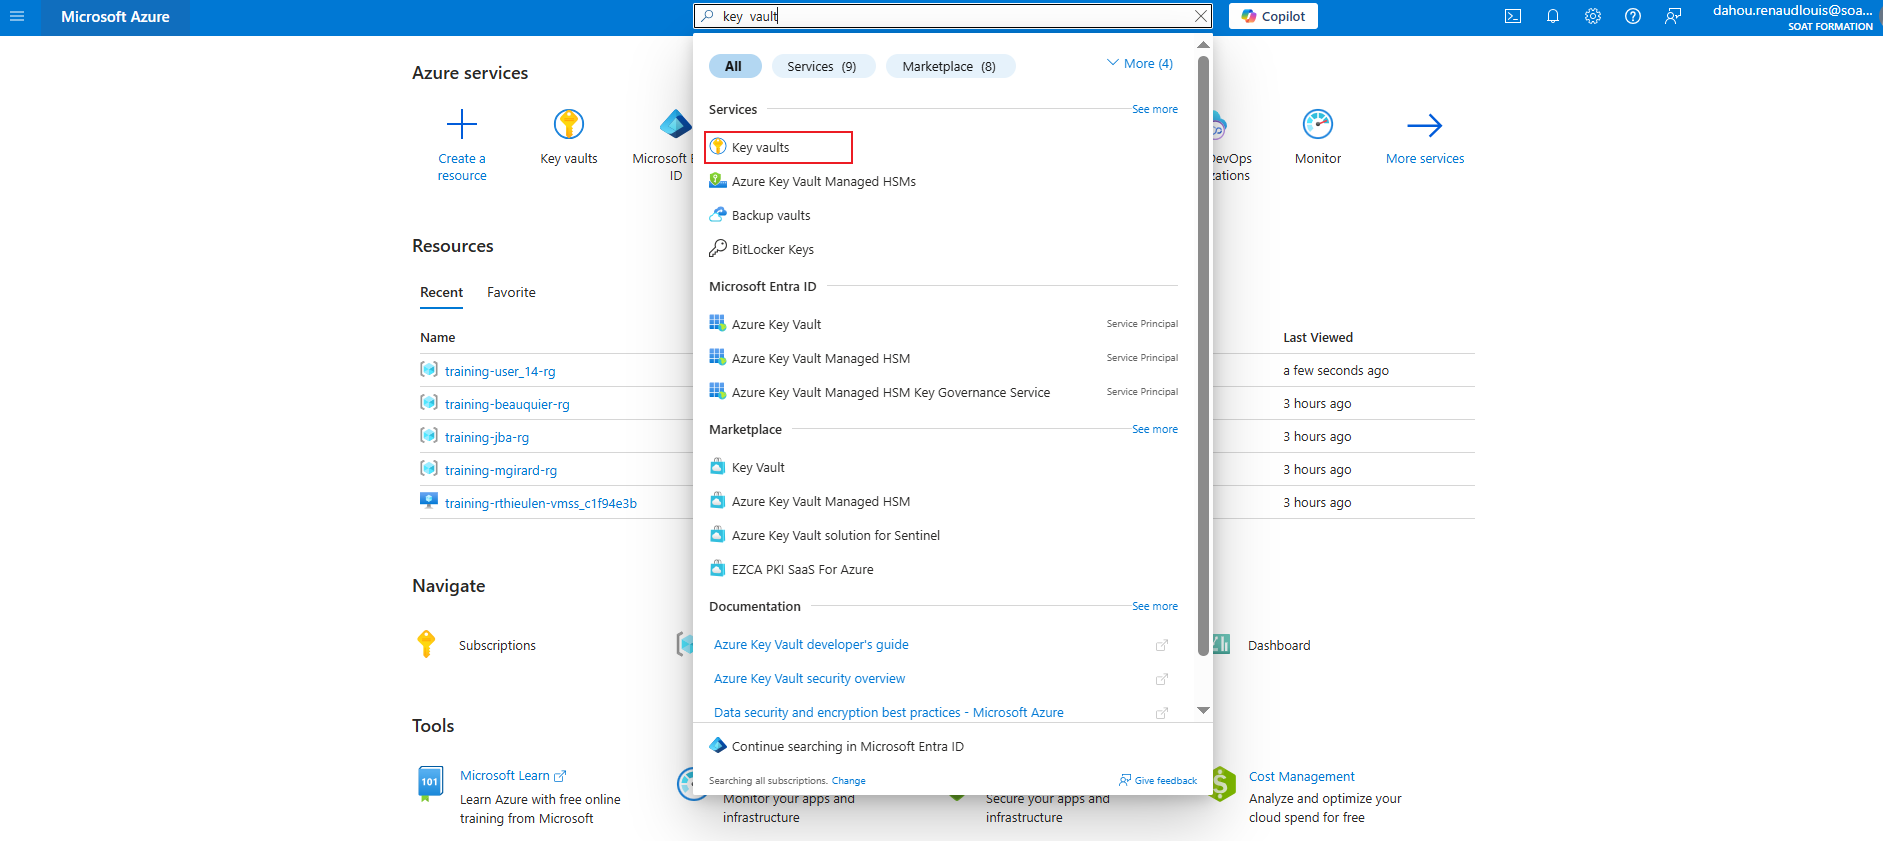 Microsoft Azure
key vault
Copilot
dahou.renaudlouis@soa...
SOAT FORMATION
Azure services
Create a
resource
Key vaults
Microsoft E
ID
DevOps
zations
Monitor
More services
All
Services (9)
Marketplace (8)
More (4)
Services
See more
Key vaults
Azure Key Vault Managed HSMs
Backup vaults
BitLocker Keys
Microsoft Entra ID
Azure Key Vault
Service Principal
Azure Key Vault Managed HSM
Service Principal
Azure Key Vault Managed HSM Key Governance Service
Service Principal
Marketplace
See more
Key Vault
Azure Key Vault Managed HSM
Azure Key Vault solution for Sentinel
EZCA PKI SaaS For Azure
Documentation
See more
Azure Key Vault developer's guide
Azure Key Vault security overview
Data security and encryption best practices - Microsoft Azure
Continue searching in Microsoft Entra ID
Searching all subscriptions. Change
Give feedback
Resources
Recent
Favorite
Name
Last Viewed
training-user_14-rg
a few seconds ago
training-beauquier-rg
3 hours ago
training-jba-rg
3 hours ago
training-mgirard-rg
3 hours ago
training-rthieulen-vmss_c1f94e3b
3 hours ago
Navigate
Subscriptions
Dashboard
Tools
101
Microsoft Learn
Learn Azure with free online
training from Microsoft
Monitor your apps and
infrastructure
Secure your apps and
infrastructure
Cost Management
Analyze and optimize your
cloud spend for free